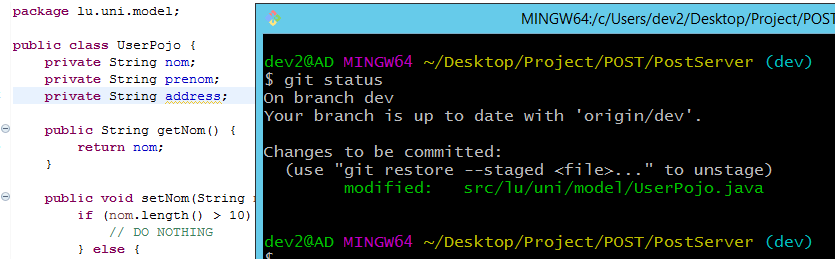 package lu.uni.model;
public class UserPojo {
private String nom;
private String prenom;
private String address;
public String getNom() {
return nom;
}
public void setNom(String
if (nom.length() > 10)
// DO NOTHING
} else {
MINGW64:/c/Users/dev2/Desktop/Project/POST/PostServer
dev2@AD MINGW64 ~/Desktop/Project/POST/PostServer (dev)
$ git status
On branch dev
Your branch is up to date with 'origin/dev'.
Changes to be committed:
(use "git restore --staged <file>..." to unstage)
modified: src/lu/uni/model/UserPojo.java
dev2@AD MINGW64 ~/Desktop/Project/POST/PostServer (dev)
$